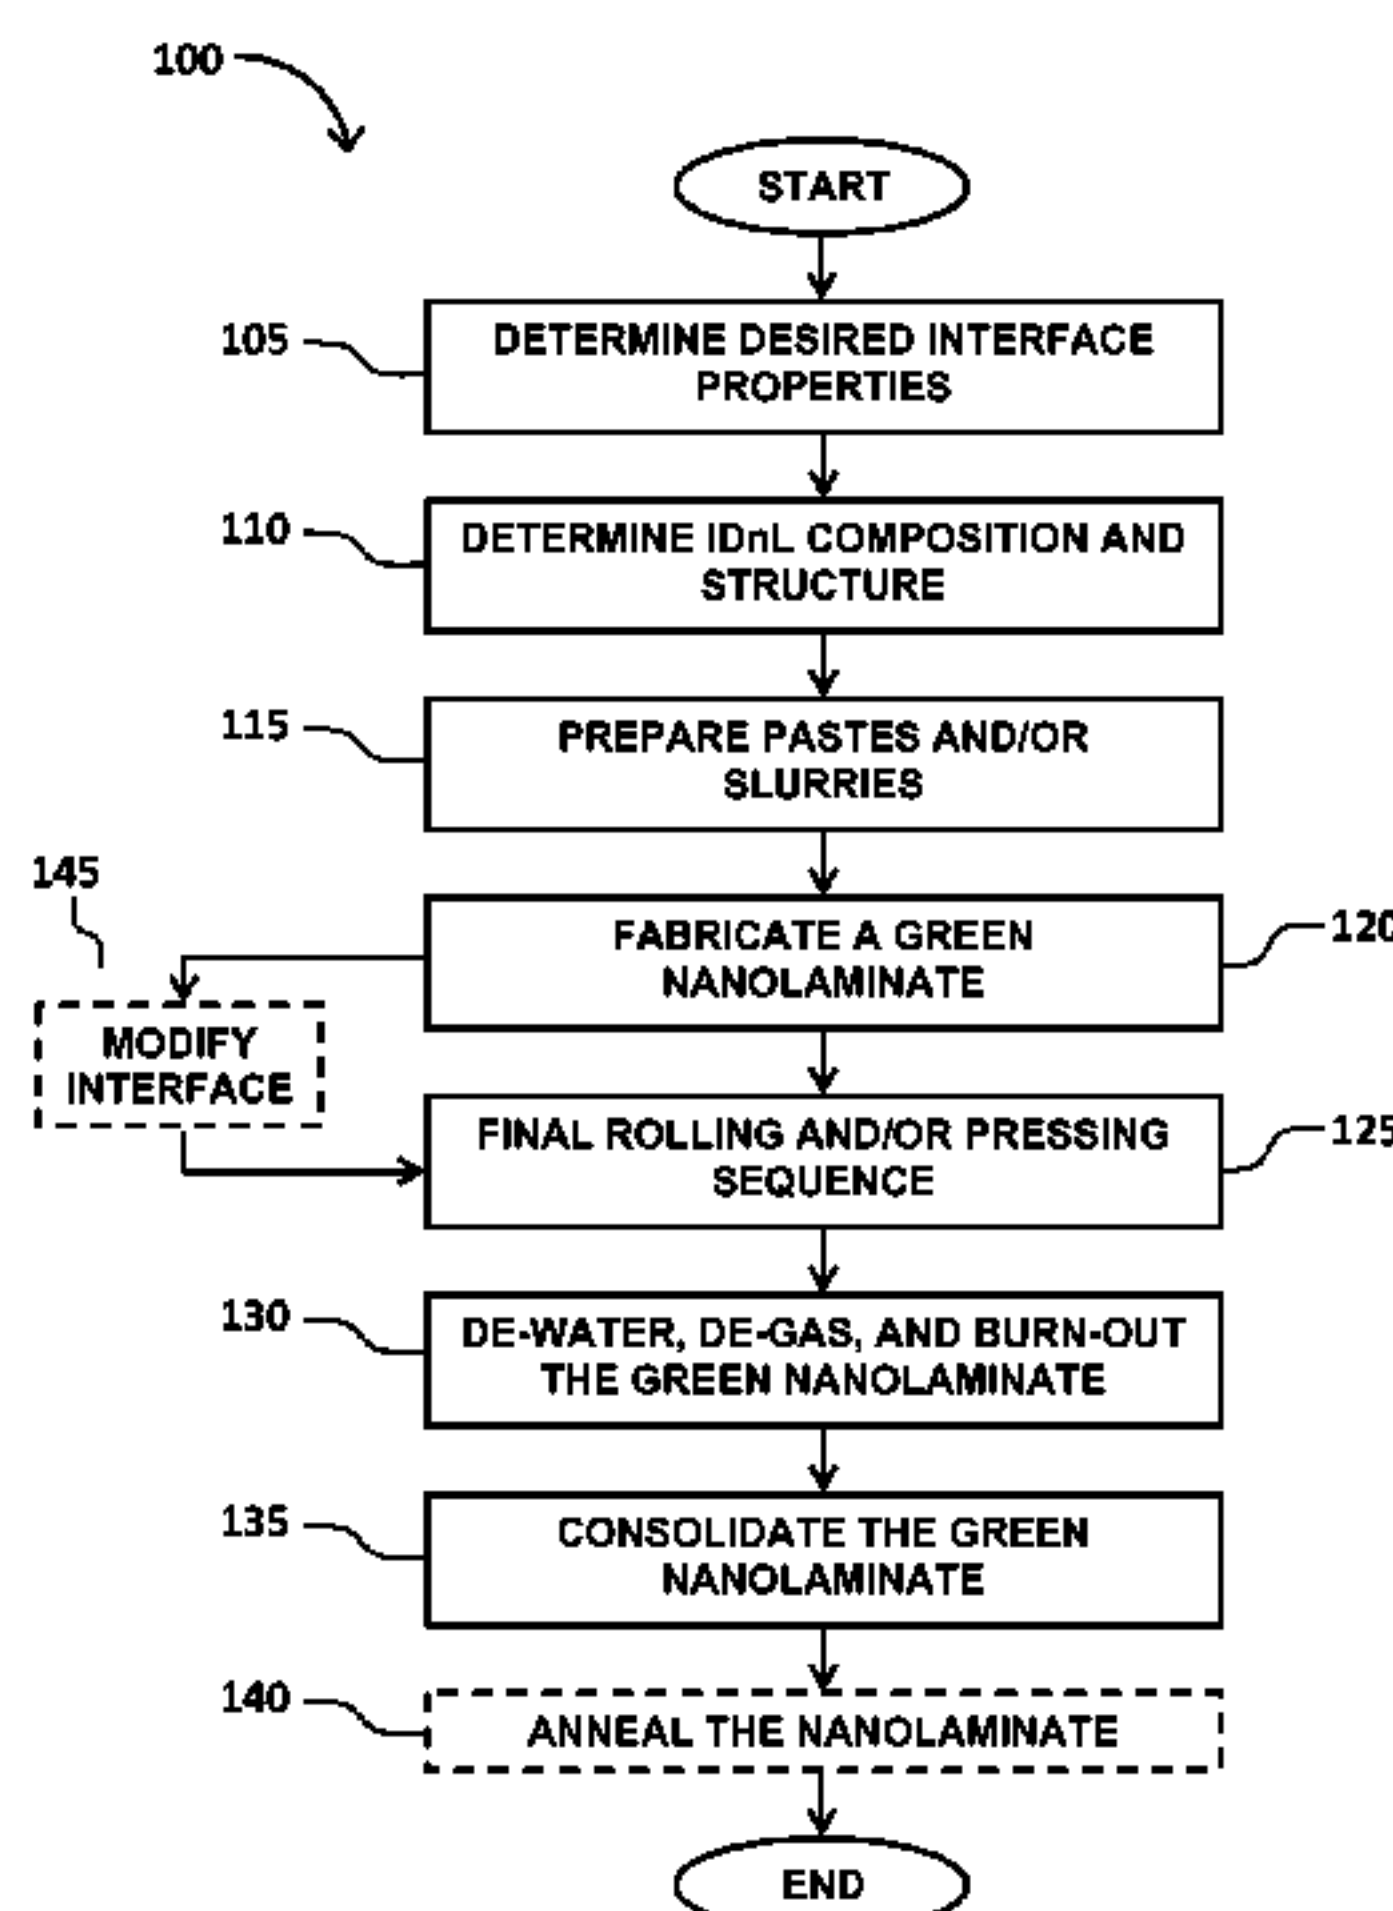 100
START
105
DETERMINE DESIRED INTERFACE
PROPERTIES
110
DETERMINE IDnL COMPOSITION AND
STRUCTURE
115
PREPARE PASTES AND/OR
SLURRIES
145
FABRICATE A GREEN
NANOLAMINATE
120
MODIFY
INTERFACE
FINAL ROLLING AND/OR PRESSING
SEQUENCE
125
130
DE-WATER, DE-GAS, AND BURN-OUT
THE GREEN NANOLAMINATE
135
CONSOLIDATE THE GREEN
NANOLAMINATE
140
ANNEAL THE NANOLAMINATE
END